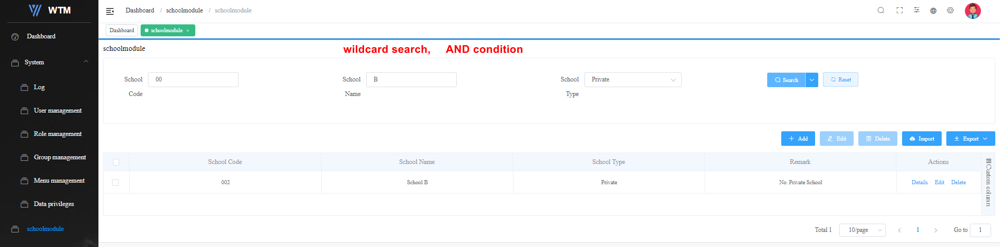 WTM
Dashboard / schoolmodule / schoolmodule
Dashboard
schoolmodule ×
Dashboard
System
Log
User management
Role management
Group management
Menu management
Data privileges
schoolmodule
schoolmodule
wildcard search, AND condition
School Code
00
School Name
B
School Type
Private
Search
Reset
Add
Edit
Delete
Import
Export
School Code School Name School Type Remark Actions
002 School B Private No. Private School Details Edit Delete
Custom column
Total 1 10/page 1 Go to 1